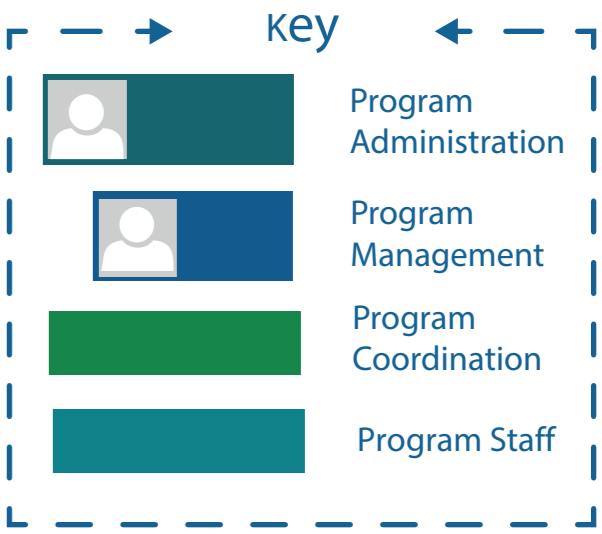 Key
Program
Administration
Program
Management
Program
Coordination
Program Staff